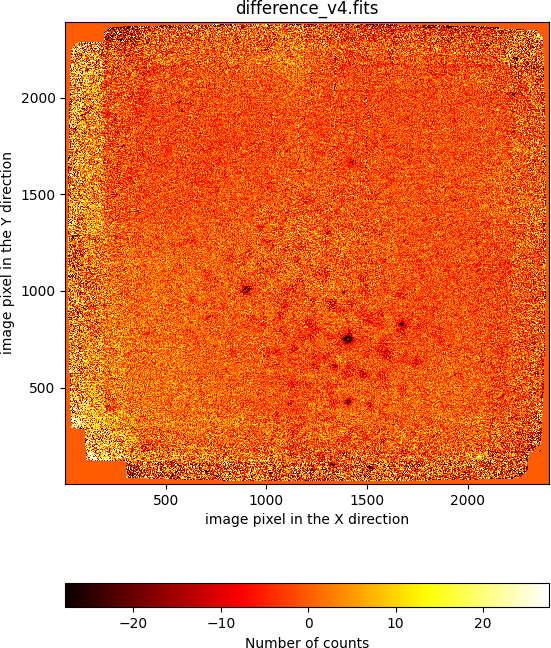 difference_v4.fits
image pixel in the Y direction
2000
1500
1000
500
500 1000 1500 2000
image pixel in the X direction
−20 −10 0 10 20
Number of counts